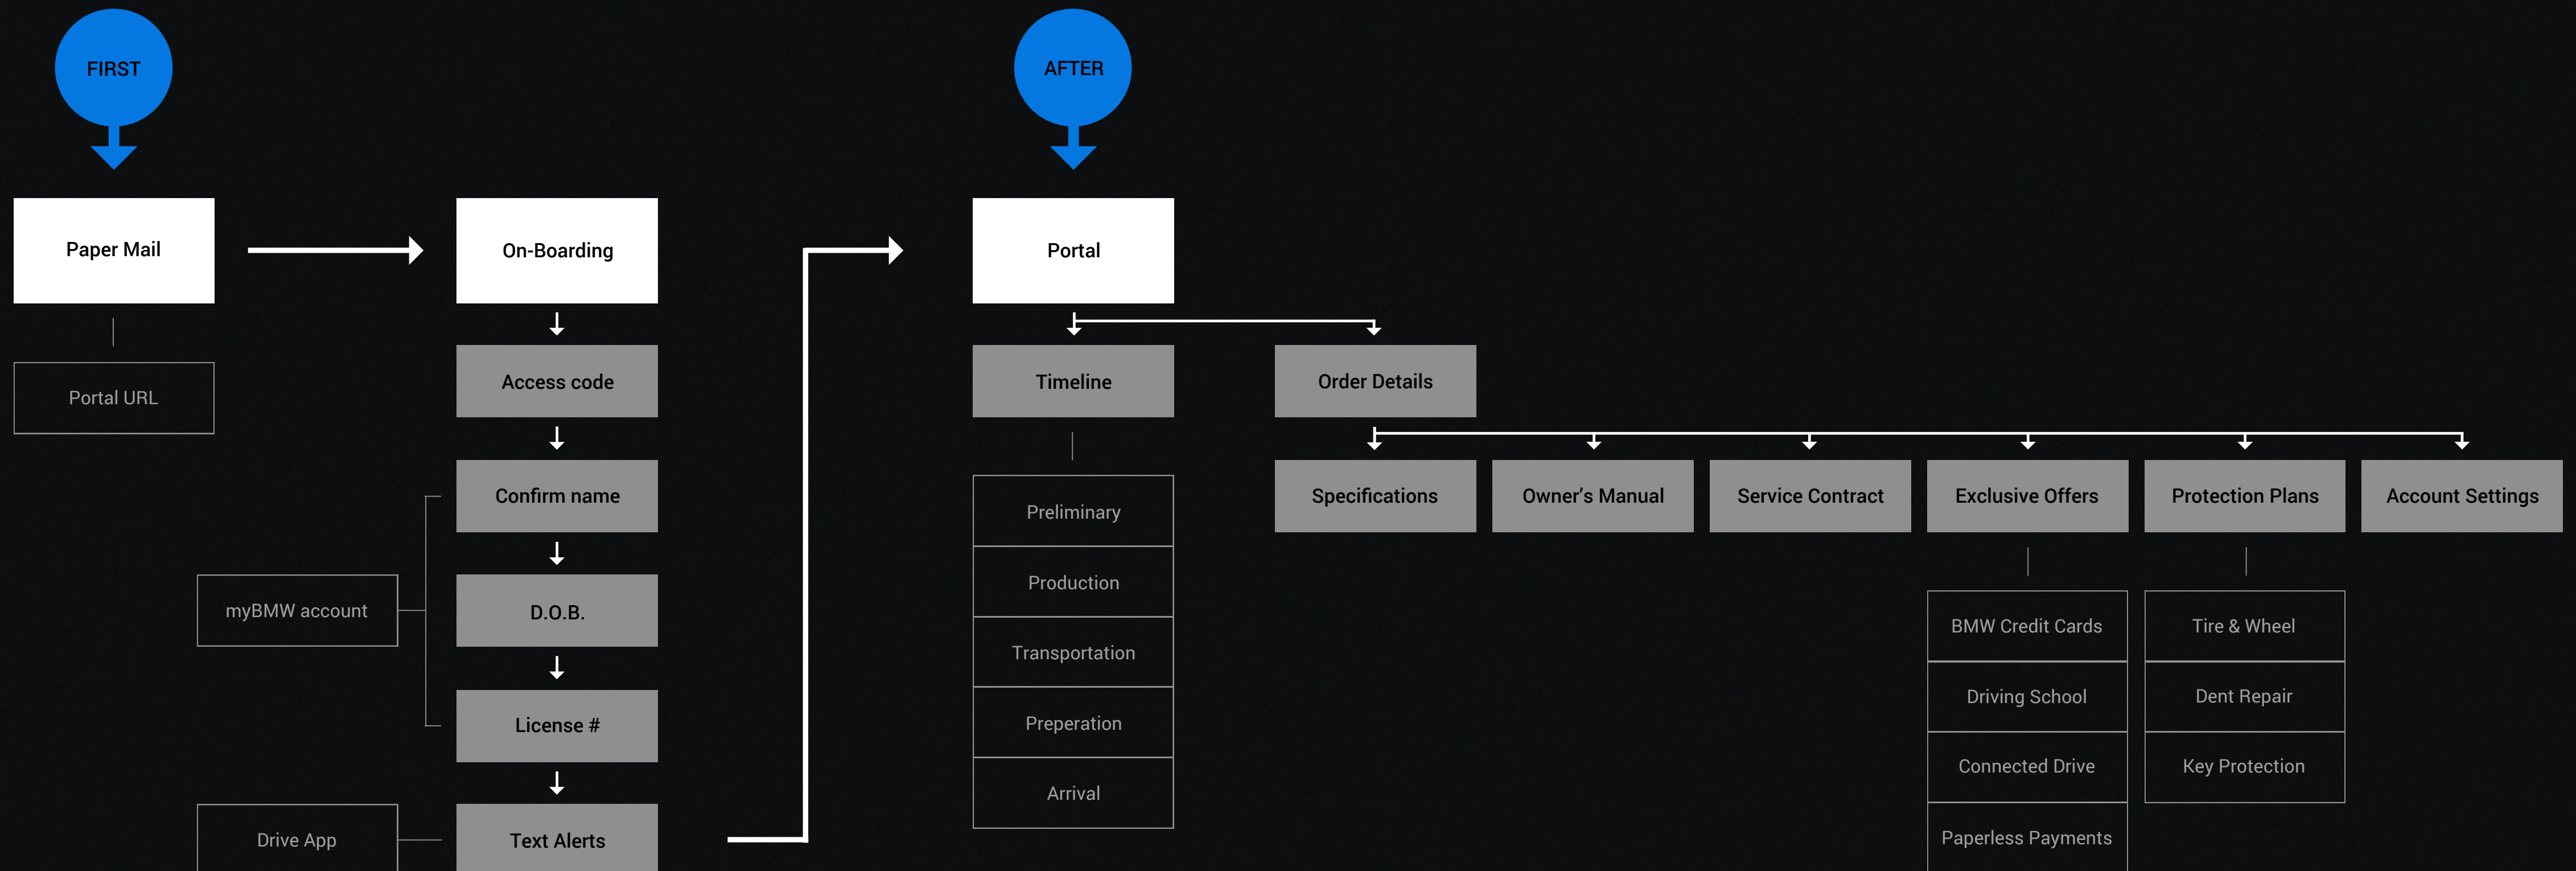 FIRST
AFTER
Paper Mail
On-Boarding
Portal
Portal URL
Access code
Timeline
Order Details
Confirm name
Specifications
Owner’s Manual
Service Contract
Exclusive Offers
Protection Plans
Account Settings
Preliminary
Production
Transportation
Preperation
Arrival
myBMW account
D.O.B.
License #
Drive App
Text Alerts
BMW Credit Cards
Driving School
Connected Drive
Paperless Payments
Tire & Wheel
Dent Repair
Key Protection